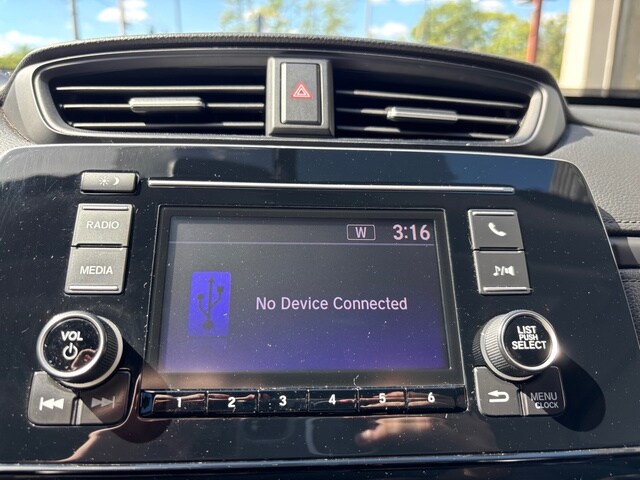 RADIO
MEDIA
VOL
W 3:16
No Device Connected
LIST
PUSH
SELECT
1 2 3 4 5 6
MENU
CLOCK